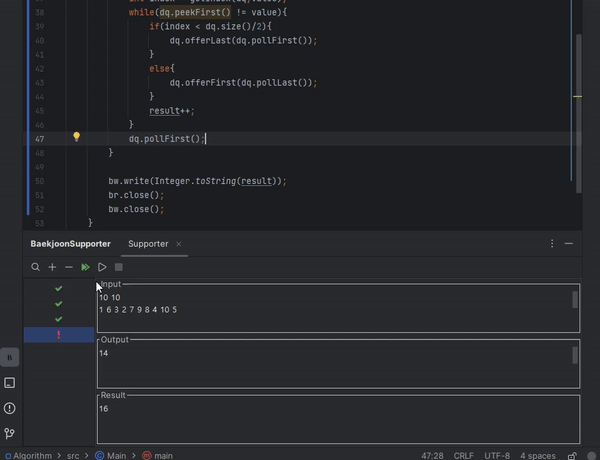 38 while(dq.peekFirst() != value){
39 if(index < dq.size()/2){
40 dq.offerLast(dq.pollFirst());
41 }
42 else{
43 dq.offerFirst(dq.pollLast());
44 }
45 result++;
46 }
47 dq.pollFirst();
48 }
49
50 bw.write(Integer.toString(result));
51 br.close();
52 bw.close();
53 }
BaekjoonSupporter Supporter
Input
10 10
1 6 3 2 7 9 8 4 10 5
Output
14
Result
16
B
Algorithm > src > Main > main 47:28 CRLF UTF-8 4 spaces